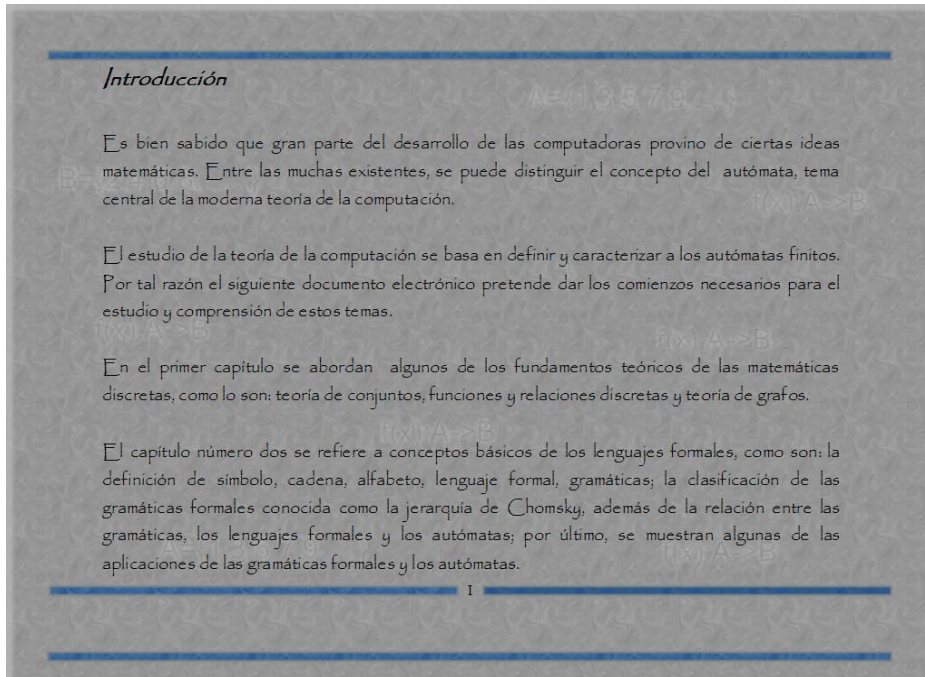 Introducción
A={1,3,5,7,9
Es bien sabido que gran parte del desarrollo de las computadoras provino de ciertas ideas
matemáticas. Entre las muchas existentes, se puede distinguir el concepto del autómata, tema
central de la moderna teoría de la computación.
f(x):A->B
El estudio de la teoría de la computación se basa en definir y caracterizar a los autómatas finitos.
Por tal razón el siguiente documento electrónico pretende dar los comienzos necesarios para el
estudio y comprensión de estos temas.
f(x):A->B
f(x):A->B
En el primer capítulo se abordan algunos de los fundamentos teóricos de las matemáticas
discretas, como lo son: teoría de conjuntos, funciones y relaciones discretas y teoría de grafos.
f(x):A->B
El capítulo número dos se refiere a conceptos básicos de los lenguajes formales, como son: la
definición de símbolo, cadena, alfabeto, lenguaje formal, gramáticas; la clasificación de las
gramáticas formales conocida como la jerarquía de Chomsky, además de la relación entre las
gramáticas, los lenguajes formales y los autómatas; por último, se muestran algunas de las
aplicaciones de las gramáticas formales y los autómatas.
f(x):A->B
I